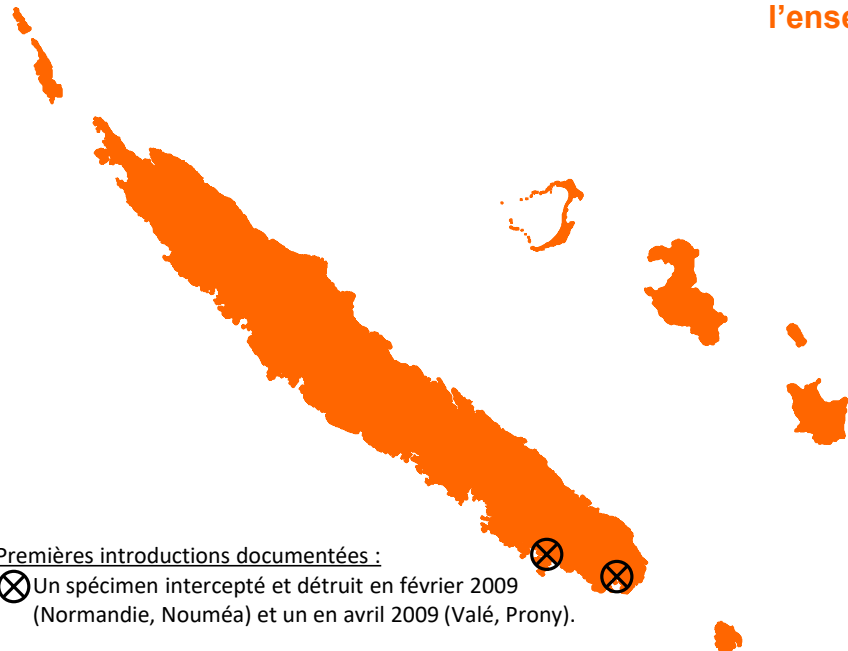 l'ense
Premières introductions documentées :
Un spécimen intercepté et détruit en février 2009
(Normandie, Nouméa) et un en avril 2009 (Valé, Prony).